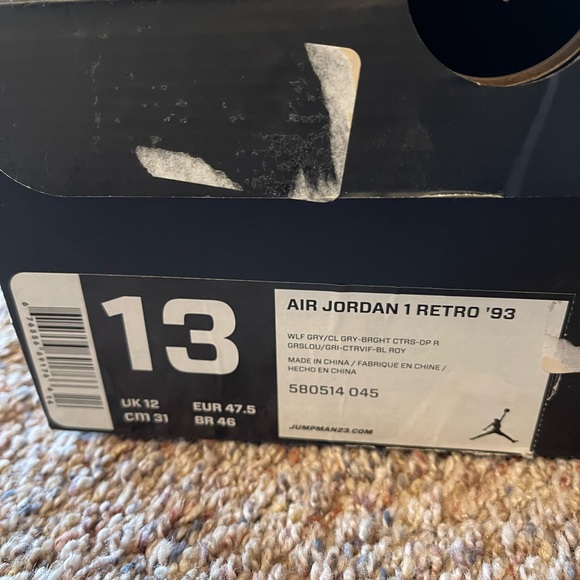 13
UK 12 EUR 47.5
CM 31 BR 46
AIR JORDAN 1 RETRO '93
WLF GRY/CL GRY-BRGHT CTRS-DP R
GRSLOU/GRI-CTRVIF-BL ROY
MADE IN CHINA / FABRIQUE EN CHINE /
HECHO EN CHINA
580514 045
JUMPMAN23.COM